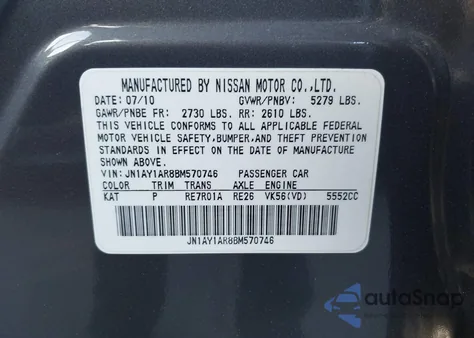 MANUFACTURED BY NISSAN MOTOR CO.,LTD.
DATE: 07/10 GVWR/PNBV: 5279 LBS.
GAWR/PNBE FR: 2730 LBS. RR: 2610 LBS.
THIS VEHICLE CONFORMS TO ALL APPLICABLE FEDERAL
MOTOR VEHICLE SAFETY,BUMPER,AND THEFT PREVENTION
STANDARDS IN EFFECT ON THE DATE OF MANUFACTURE
SHOWN ABOVE.
VIN: JN1AY1AR8BM570746 PASSENGER CAR
COLOR TRIM TRANS AXLE ENGINE
KAT P RE7R01A RE26 VK56(VD) 5552CC
JN1AY1AR8BM570746
autoSnap